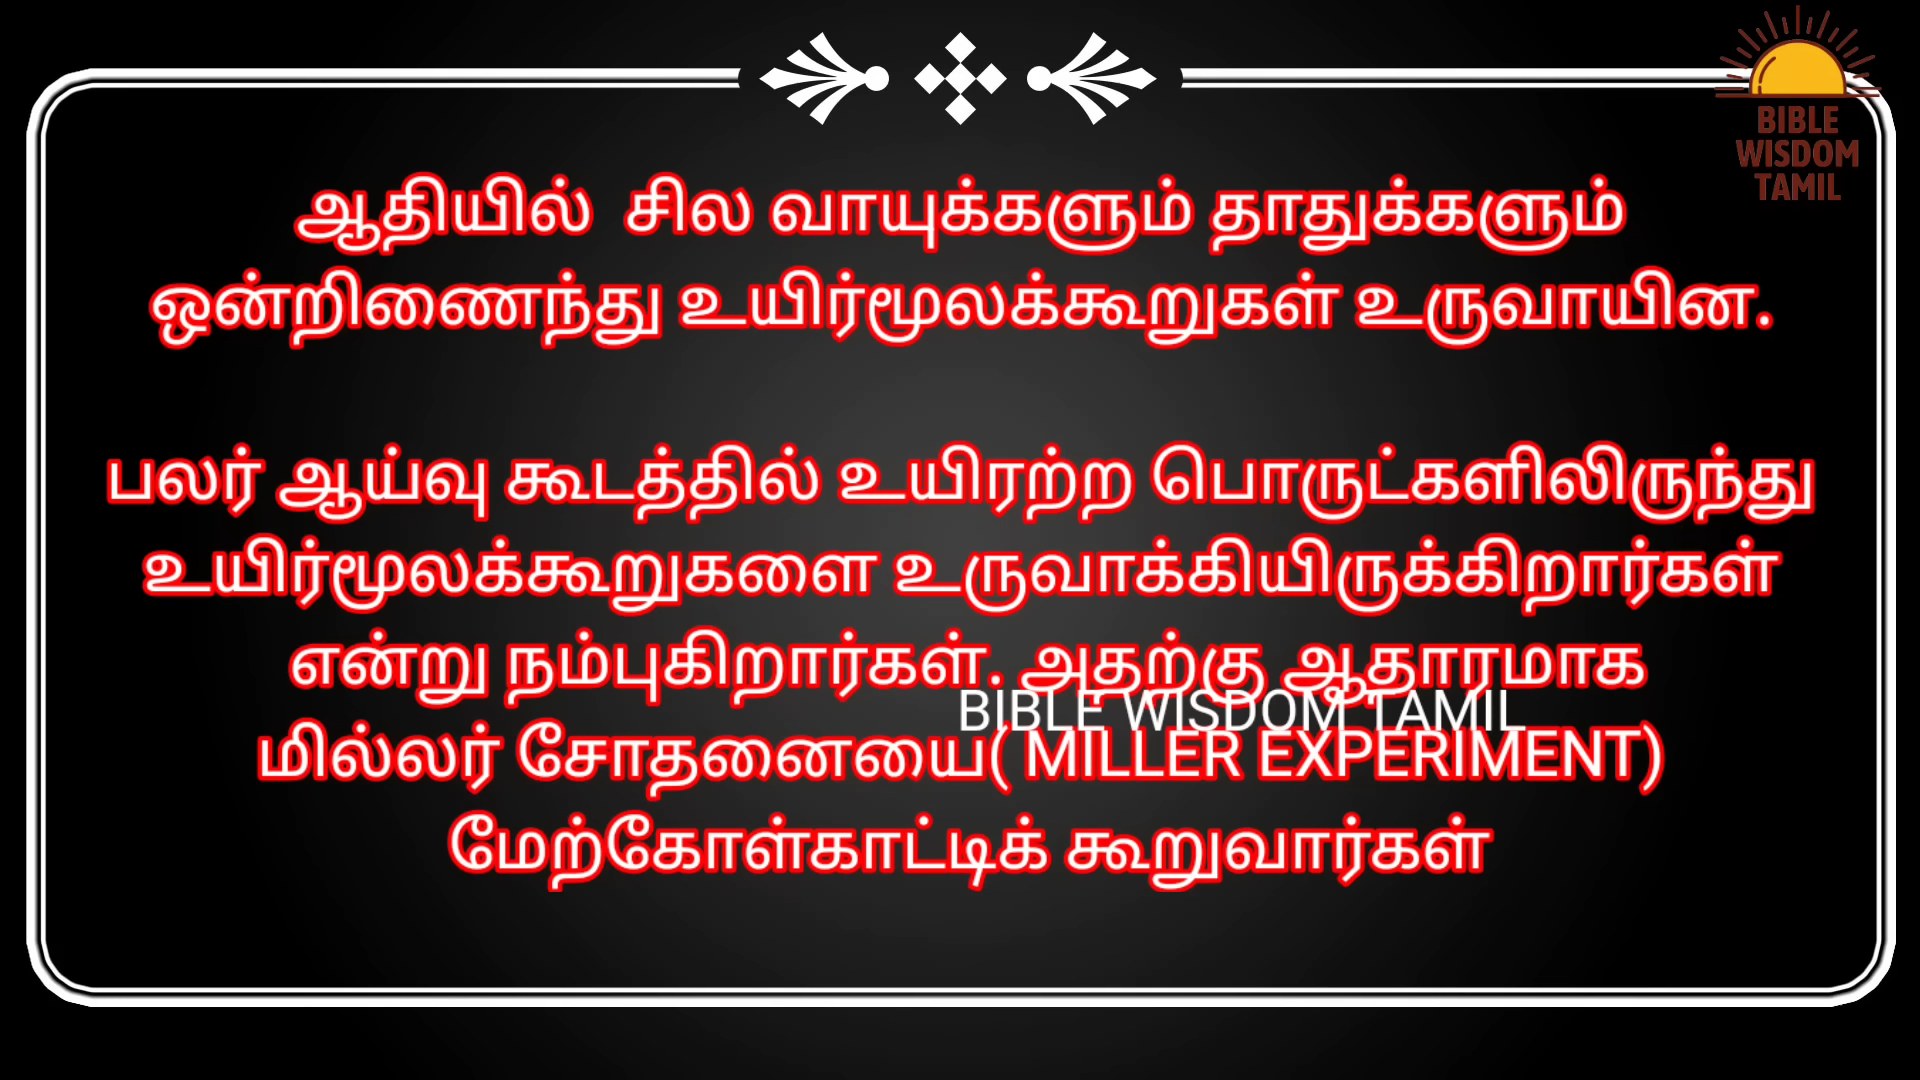 BIBLE
WISDOM
TAMIL
ஆதியில் சில வாயுக்களும் தாதுக்களும்
ஒன்றிணைந்து உயிர்மூலக்கூறுகள் உருவாயின.
பலர் ஆய்வு கூடத்தில் உயிரற்ற பொருட்களிலிருந்து
உயிர்மூலக்கூறுகளை உருவாக்கியிருக்கிறார்கள்
என்று நம்புகிறார்கள். அதற்கு ஆதாரமாக
BIBLE WISDOM TAMIL
மில்லர் சோதனையை( MILLER EXPERIMENT)
மேற்கோள்காட்டிக் கூறுவார்கள்